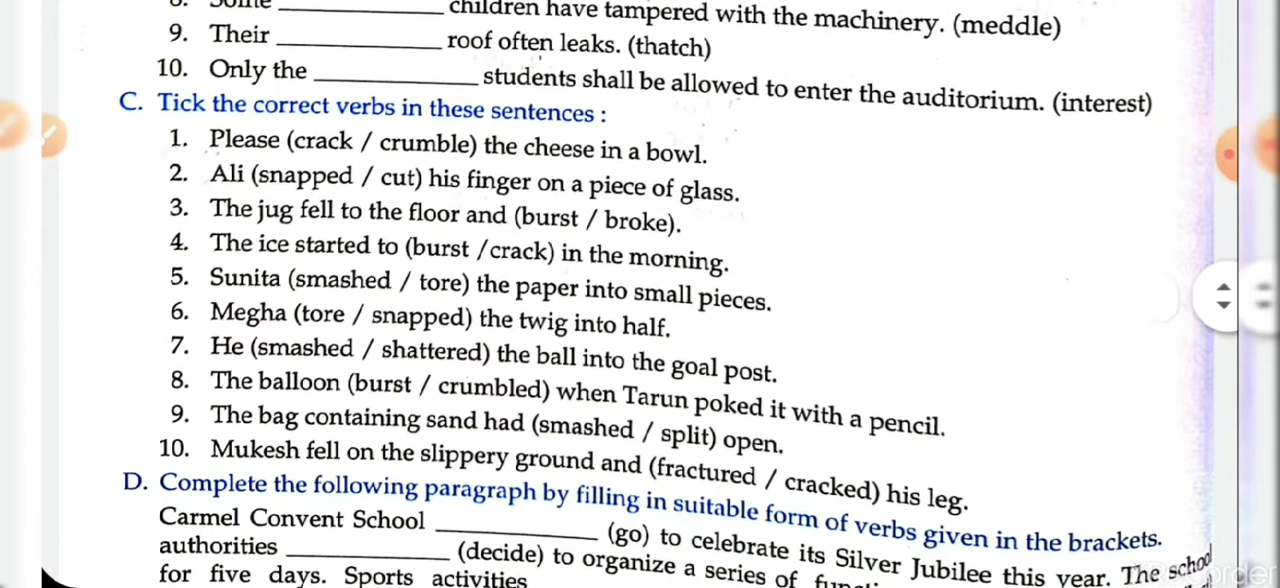 children have tampered with the machinery. (meddle)
9. Their ____________ roof often leaks. (thatch)
10. Only the ____________ students shall be allowed to enter the auditorium. (interest)
C. Tick the correct verbs in these sentences :
1. Please (crack / crumble) the cheese in a bowl.
2. Ali (snapped / cut) his finger on a piece of glass.
3. The jug fell to the floor and (burst / broke).
4. The ice started to (burst /crack) in the morning.
5. Sunita (smashed / tore) the paper into small pieces.
6. Megha (tore / snapped) the twig into half.
7. He (smashed / shattered) the ball into the goal post.
8. The balloon (burst / crumbled) when Tarun poked it with a pencil.
9. The bag containing sand had (smashed / split) open.
10. Mukesh fell on the slippery ground and (fractured / cracked) his leg.
D. Complete the following paragraph by filling in suitable form of verbs given in the brackets.
Carmel Convent School ____________ (go) to celebrate its Silver Jubilee this year. The school
authorities ____________ (decide) to organize a series of
for five days. Sports activities